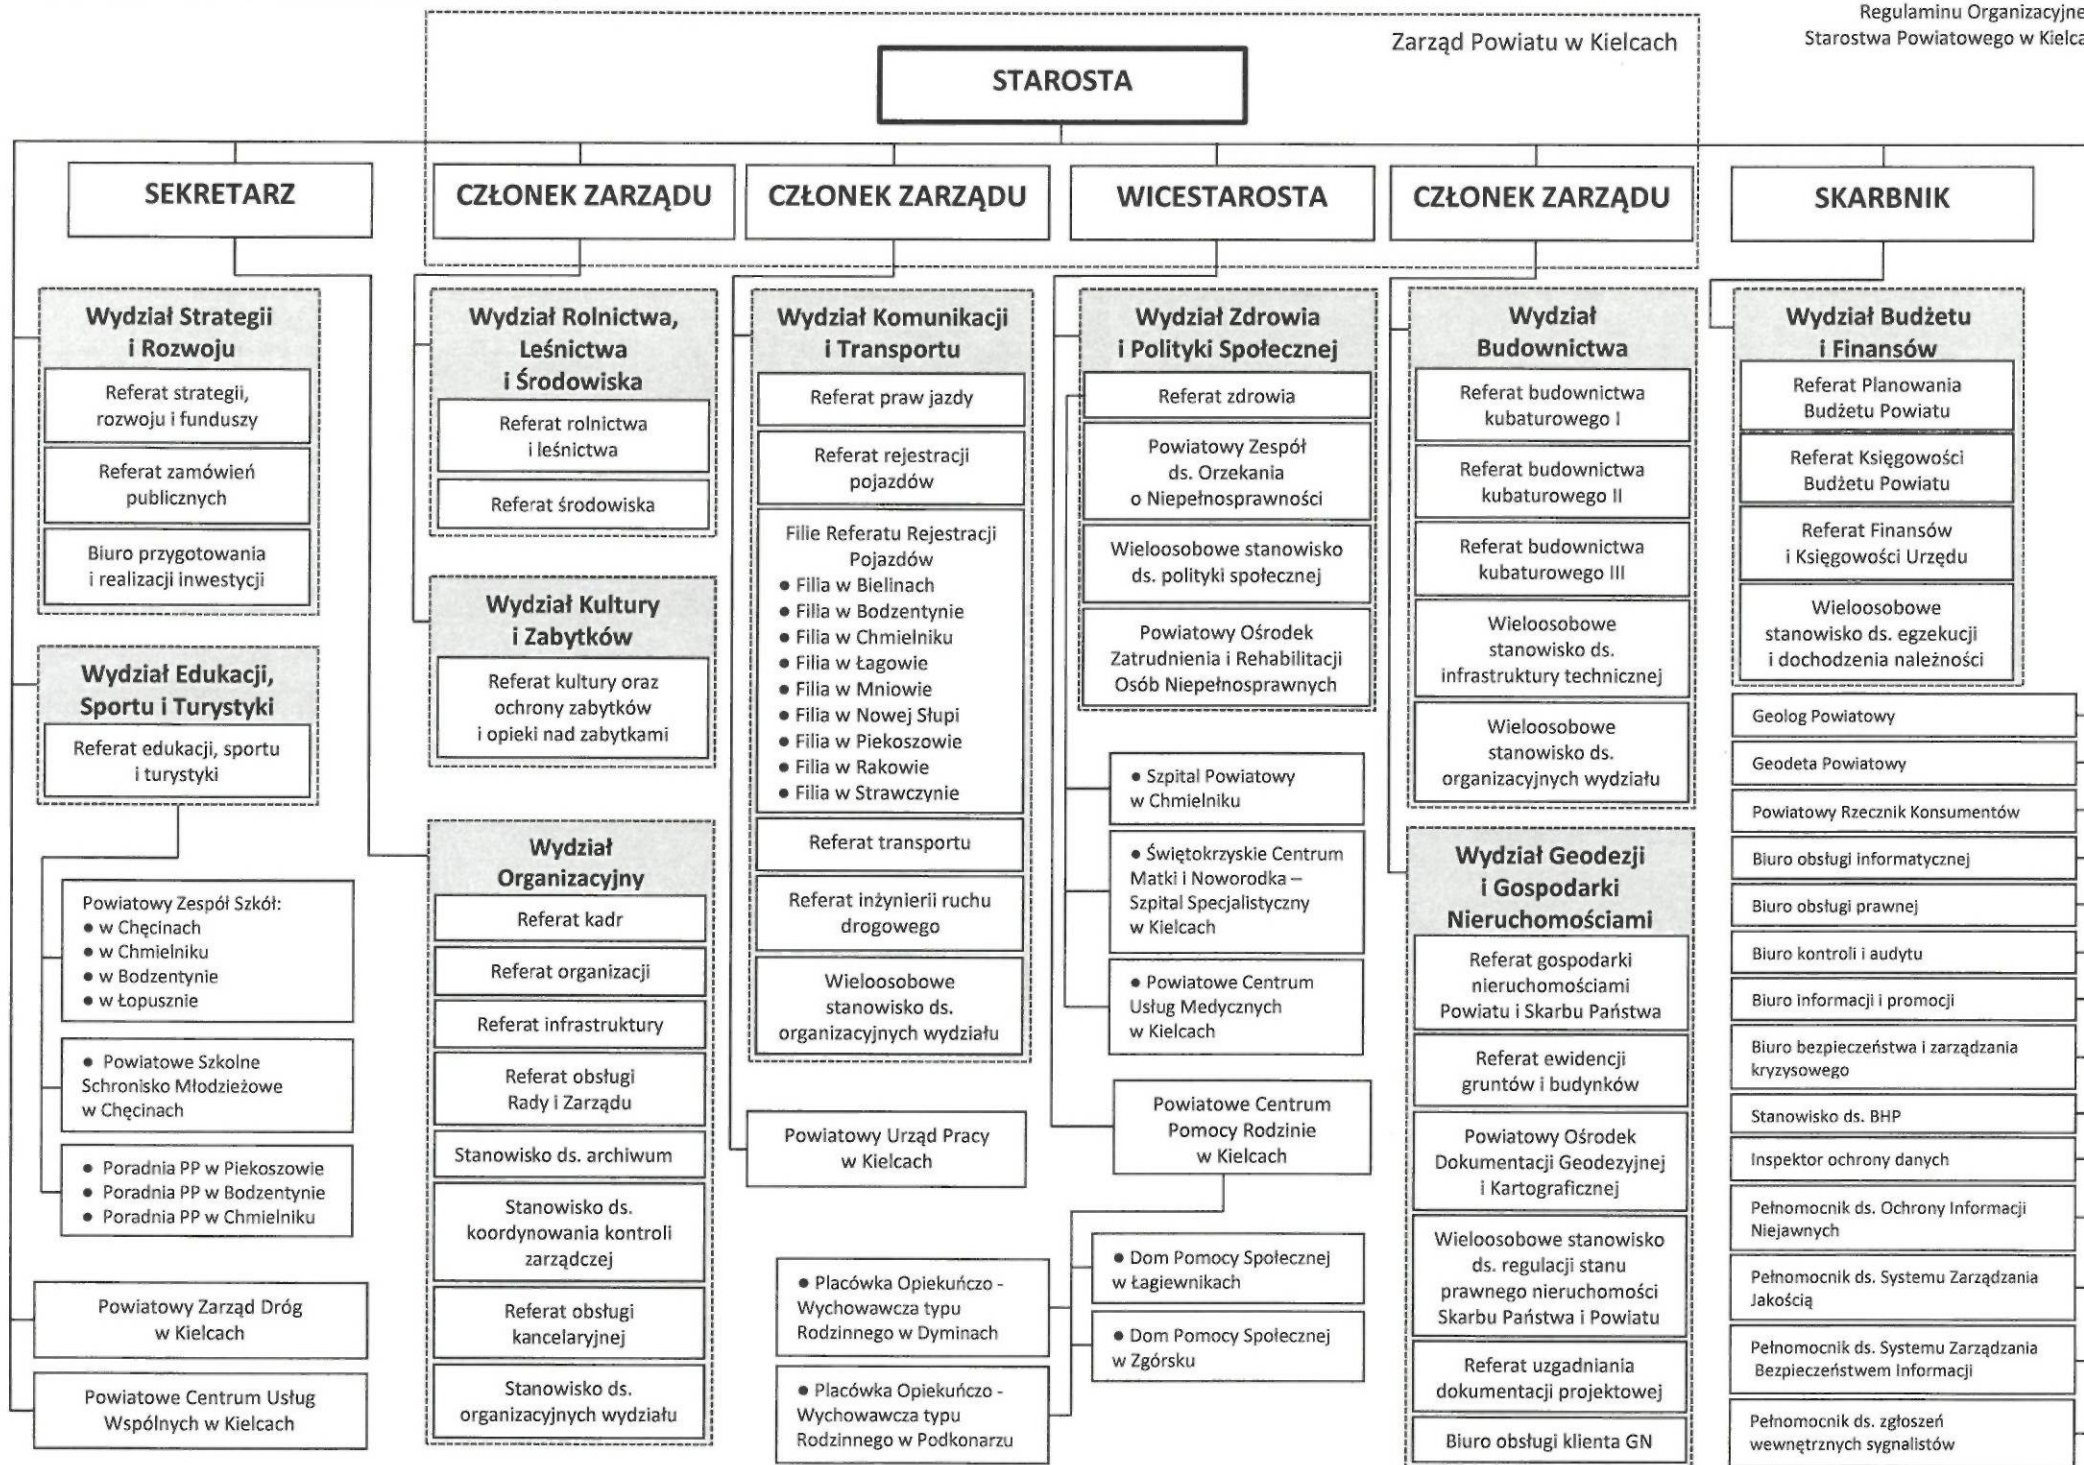 Regulaminu Organizacyjne
Starostwa Powiatowego w Kielca
Zarząd Powiatu w Kielcach
STAROSTA
SEKRETARZ
CZŁONEK ZARZĄDU
CZŁONEK ZARZĄDU
WICESTAROSTA
CZŁONEK ZARZĄDU
SKARBNIK
Wydział Strategii
i Rozwoju
Referat strategii,
rozwoju i funduszy
Referat zamówień
publicznych
Biuro przygotowania
i realizacji inwestycji
Wydział Edukacji,
Sportu i Turystyki
Referat edukacji, sportu
i turystyki
Powiatowy Zespół Szkół:
● w Chęcinach
● w Chmielniku
● w Bodzentynie
● w Łopusznie
● Powiatowe Szkolne
Schronisko Młodzieżowe
w Chęcinach
● Poradnia PP w Piekoszowie
● Poradnia PP w Bodzentynie
● Poradnia PP w Chmielniku
Powiatowy Zarząd Dróg
w Kielcach
Powiatowe Centrum Usług
Wspólnych w Kielcach
Wydział Rolnictwa,
Leśnictwa
i Środowiska
Referat rolnictwa
i leśnictwa
Referat środowiska
Wydział Kultury
i Zabytków
Referat kultury oraz
ochrony zabytków
i opieki nad zabytkami
Wydział
Organizacyjny
Referat kadr
Referat organizacji
Referat infrastruktury
Referat obsługi
Rady i Zarządu
Stanowisko ds. archiwum
Stanowisko ds.
koordynowania kontroli
zarządczej
Referat obsługi
kancelaryjnej
Stanowisko ds.
organizacyjnych wydziału
Wydział Komunikacji
i Transportu
Referat praw jazdy
Referat rejestracji
pojazdów
Filie Referatu Rejestracji
Pojazdów
● Filia w Bielinach
● Filia w Bodzentynie
● Filia w Chmielniku
● Filia w Łagowie
● Filia w Mniowie
● Filia w Nowej Słupi
● Filia w Piekoszowie
● Filia w Rakowie
● Filia w Strawczynie
Referat transportu
Referat inżynierii ruchu
drogowego
Wieloosobowe
stanowisko ds.
organizacyjnych wydziału
Powiatowy Urząd Pracy
w Kielcach
Wydział Zdrowia
i Polityki Społecznej
Referat zdrowia
Powiatowy Zespół
ds. Orzekania
o Niepełnosprawności
Wieloosobowe stanowisko
ds. polityki społecznej
Powiatowy Ośrodek
Zatrudnienia i Rehabilitacji
Osób Niepełnosprawnych
● Szpital Powiatowy
w Chmielniku
● Świętokrzyskie Centrum
Matki i Noworodka –
Szpital Specjalistyczny
w Kielcach
● Powiatowe Centrum
Usług Medycznych
w Kielcach
Powiatowe Centrum
Pomocy Rodzinie
w Kielcach
● Placówka Opiekuńczo -
Wychowawcza typu
Rodzinnego w Dyminach
● Placówka Opiekuńczo -
Wychowawcza typu
Rodzinnego w Podkonarzu
● Dom Pomocy Społecznej
w Łagiewnikach
● Dom Pomocy Społecznej
w Zgórsku
Wydział
Budownictwa
Referat budownictwa
kubaturowego I
Referat budownictwa
kubaturowego II
Referat budownictwa
kubaturowego III
Wieloosobowe
stanowisko ds.
infrastruktury technicznej
Wieloosobowe
stanowisko ds.
organizacyjnych wydziału
Wydział Geodezji
i Gospodarki
Nieruchomościami
Referat gospodarki
nieruchomościami
Powiatu i Skarbu Państwa
Referat ewidencji
gruntów i budynków
Powiatowy Ośrodek
Dokumentacji Geodezyjnej
i Kartograficznej
Wieloosobowe stanowisko
ds. regulacji stanu
prawnego nieruchomości
Skarbu Państwa i Powiatu
Referat uzgadniania
dokumentacji projektowej
Biuro obsługi klienta GN
Wydział Budżetu
i Finansów
Referat Planowania
Budżetu Powiatu
Referat Księgowości
Budżetu Powiatu
Referat Finansów
i Księgowości Urzędu
Wieloosobowe
stanowisko ds. egzekucji
i dochodzenia należności
Geolog Powiatowy
Geodeta Powiatowy
Powiatowy Rzecznik Konsumentów
Biuro obsługi informatycznej
Biuro obsługi prawnej
Biuro kontroli i audytu
Biuro informacji i promocji
Biuro bezpieczeństwa i zarządzania
kryzysowego
Stanowisko ds. BHP
Inspektor ochrony danych
Pełnomocnik ds. Ochrony Informacji
Niejawnych
Pełnomocnik ds. Systemu Zarządzania
Jakością
Pełnomocnik ds. Systemu Zarządzania
Bezpieczeństwem Informacji
Pełnomocnik ds. zgłoszeń
wewnętrznych sygnalistów